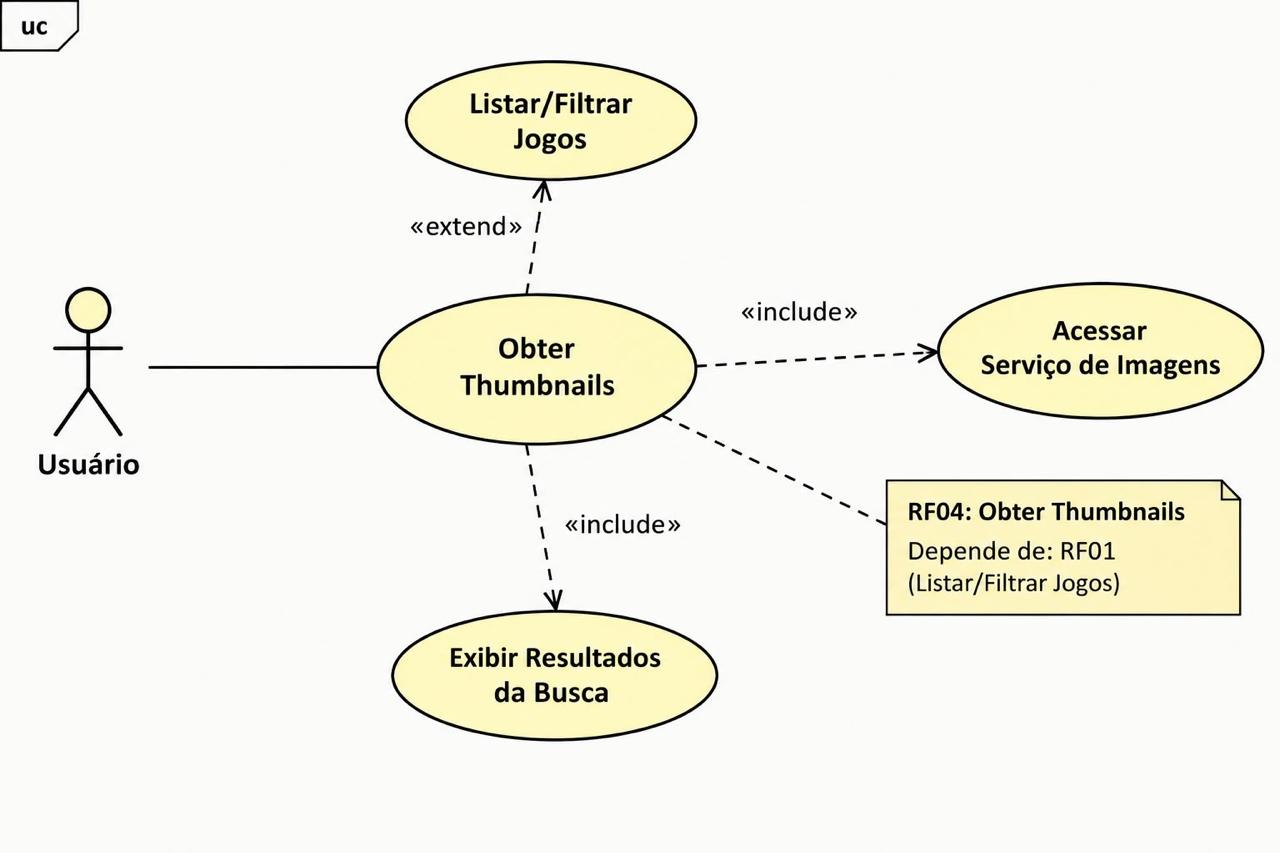 uc
Listar/Filtrar
Jogos
«extend»
Obter
Thumbnails
«include»
Acessar
Serviço de Imagens
Usuário
«include»
RF04: Obter Thumbnails
Depende de: RF01
(Listar/Filtrar Jogos)
Exibir Resultados
da Busca